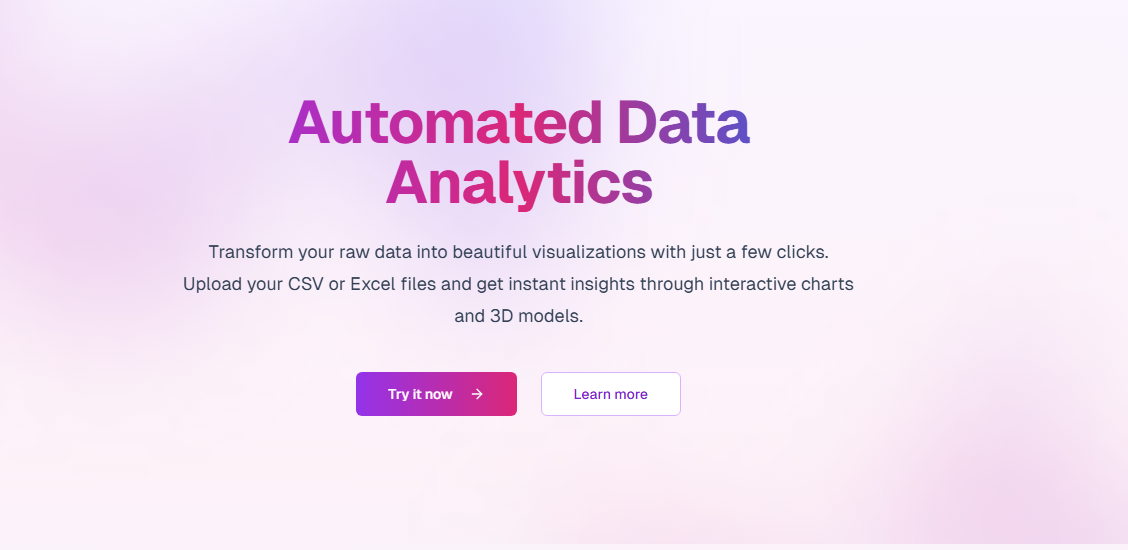 Automated Data
Analytics
Transform your raw data into beautiful visualizations with just a few clicks.
Upload your CSV or Excel files and get instant insights through interactive charts
and 3D models.
Try it now →
Learn more